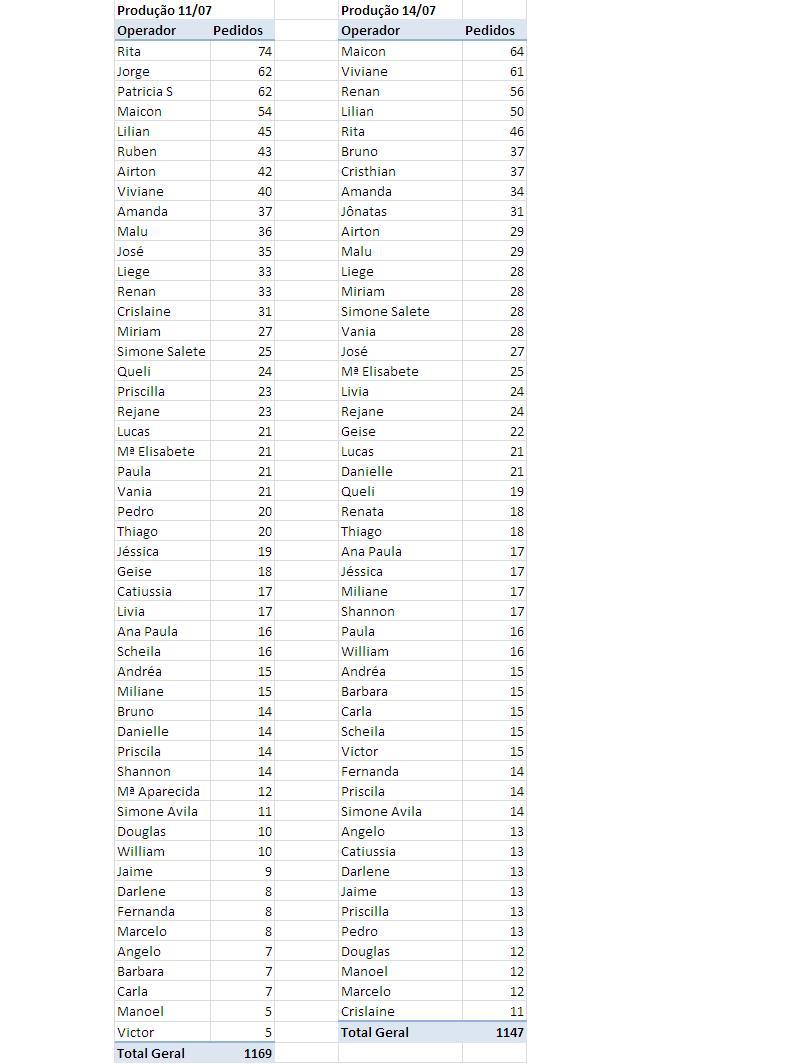 Produção 11/07 Produção 14/07
Operador Pedidos Operador Pedidos
Rita 74 Maicon 64
Jorge 62 Viviane 61
Patricia S 62 Renan 56
Maicon 54 Lilian 50
Lilian 45 Rita 46
Ruben 43 Bruno 37
Airton 42 Cristhian 37
Viviane 40 Amanda 34
Amanda 37 Jônatas 31
Malu 36 Airton 29
José 35 Malu 29
Liege 33 Liege 28
Renan 33 Miriam 28
Crislaine 31 Simone Salete 28
Miriam 27 Vania 28
Simone Salete 25 José 27
Queli 24 Mª Elisabete 25
Priscilla 23 Livia 24
Rejane 23 Rejane 24
Lucas 21 Geise 22
Mª Elisabete 21 Lucas 21
Paula 21 Danielle 21
Vania 21 Queli 19
Pedro 20 Renata 18
Thiago 20 Thiago 18
Jéssica 19 Ana Paula 17
Geise 18 Jéssica 17
Catiussia 17 Miliane 17
Livia 17 Shannon 17
Ana Paula 16 Paula 16
Scheila 16 William 16
Andréa 15 Andréa 15
Miliane 15 Barbara 15
Bruno 14 Carla 15
Danielle 14 Scheila 15
Priscila 14 Victor 15
Shannon 14 Fernanda 14
Mª Aparecida 12 Priscila 14
Simone Avila 11 Simone Avila 14
Douglas 10 Angelo 13
William 10 Catiussia 13
Jaime 9 Darlene 13
Darlene 8 Jaime 13
Fernanda 8 Priscilla 13
Marcelo 8 Pedro 13
Angelo 7 Douglas 12
Barbara 7 Manoel 12
Carla 7 Marcelo 12
Manoel 5 Crislaine 11
Victor 5 Total Geral 1147
Total Geral 1169